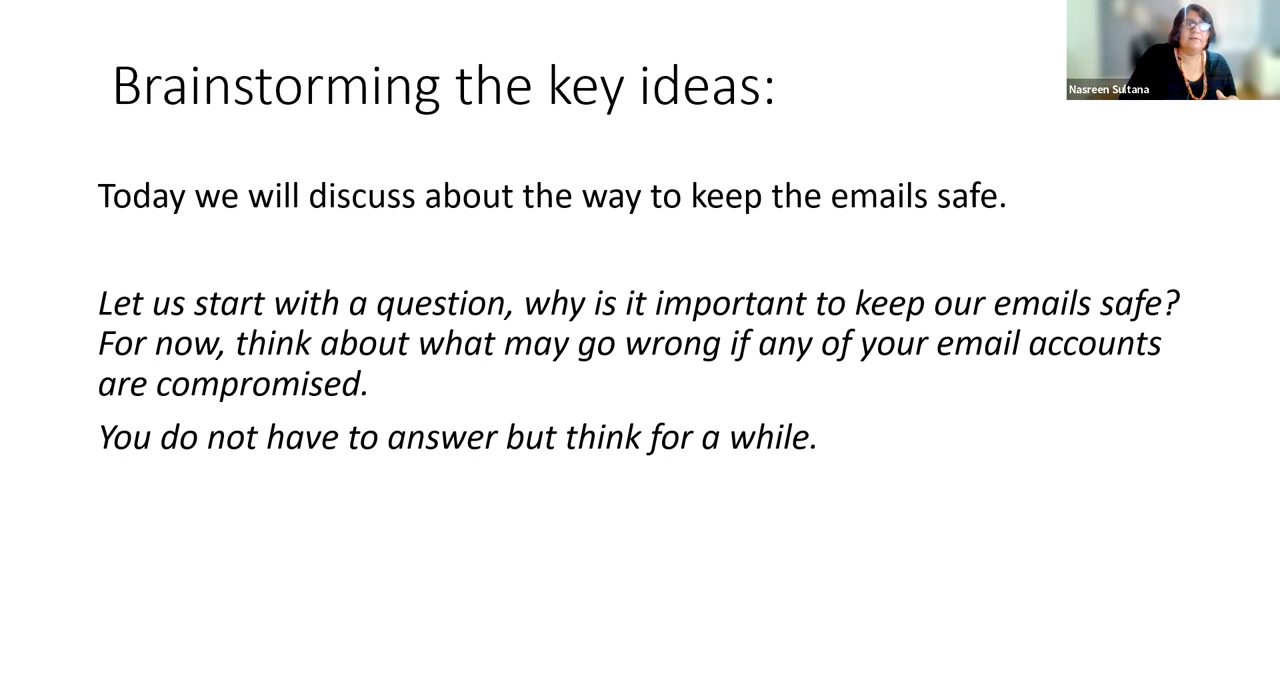 Brainstorming the key ideas:
Nasreen Sultana
Today we will discuss about the way to keep the emails safe.
Let us start with a question, why is it important to keep our emails safe?
For now, think about what may go wrong if any of your email accounts
are compromised.
You do not have to answer but think for a while.